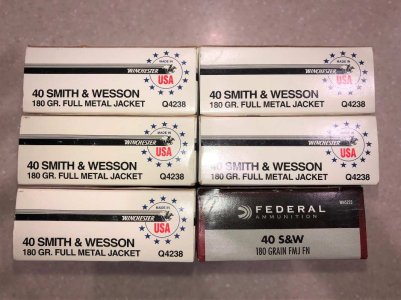 MADE IN
USA
WINCHESTER
40 SMITH & WESSON
180 GR. FULL METAL JACKET Q4238
MADE IN
USA
WINCHESTER
40 SMITH & WESSON
180 GR. FULL METAL JACKET Q4238
MADE IN
USA
WINCHESTER
40 SMITH & WESSON
180 GR. FULL METAL JACKET Q4238
MADE IN
USA
WINCHESTER
40 SMITH & WESSON
180 GR. FULL METAL JACKET Q4238
MADE IN
USA
WINCHESTER
40 SMITH & WESSON
180 GR. FULL METAL JACKET Q4238
FEDERAL
AMMUNITION
40 S&W
180 GRAIN FMJ FN